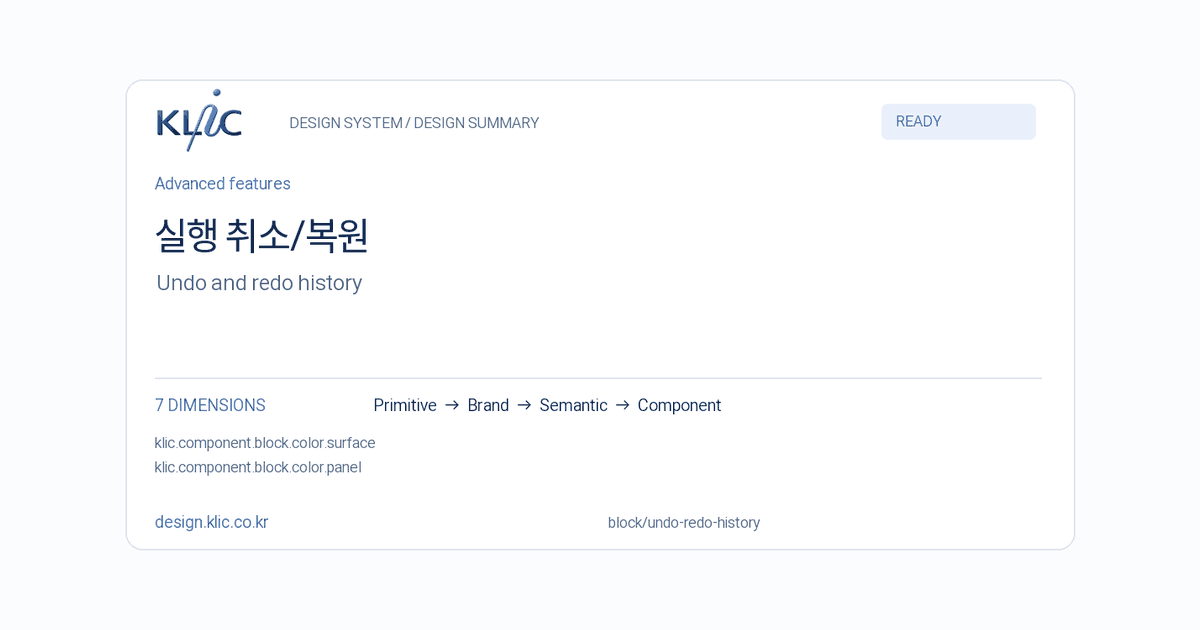 KLiC
DESIGN SYSTEM / DESIGN SUMMARY
READY
Advanced features
실행 취소/복원
Undo and redo history
7 DIMENSIONS
Primitive → Brand → Semantic → Component
klic.component.block.color.surface
klic.component.block.color.panel
design.klic.co.kr
block/undo-redo-history